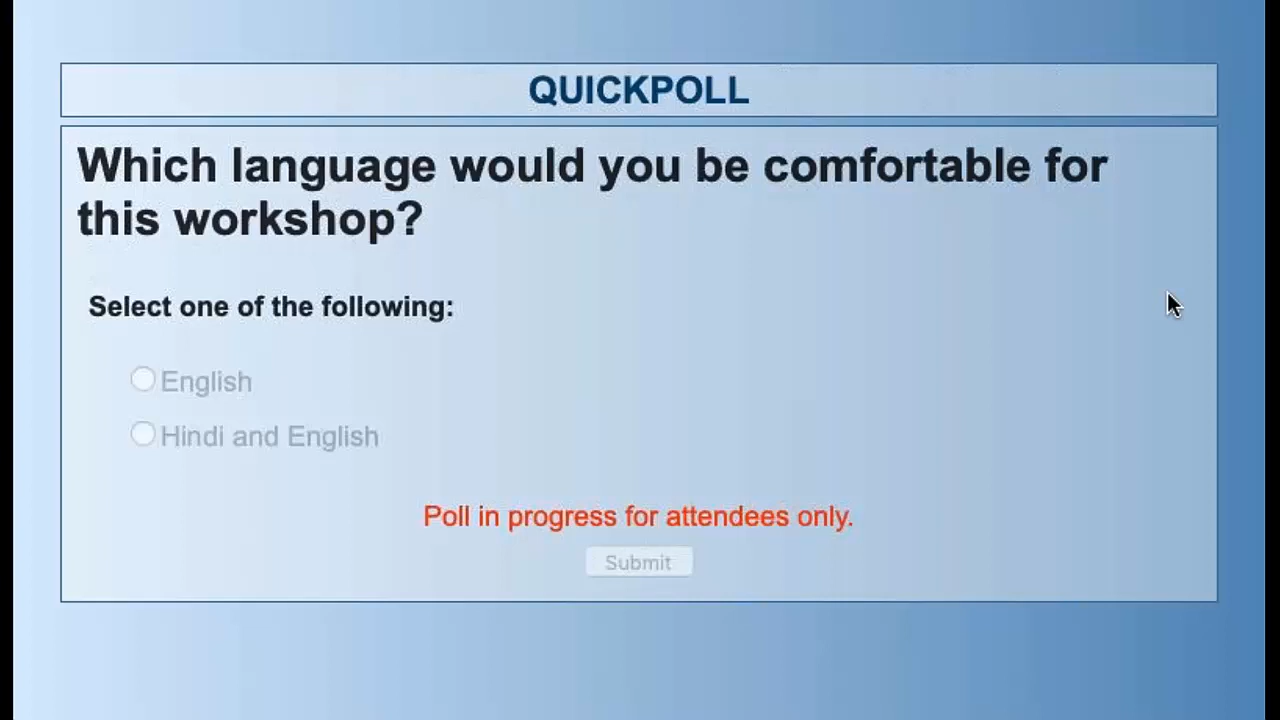 QUICKPOLL
Which language would you be comfortable for
this workshop?
Select one of the following:
English
Hindi and English
Poll in progress for attendees only.
Submit